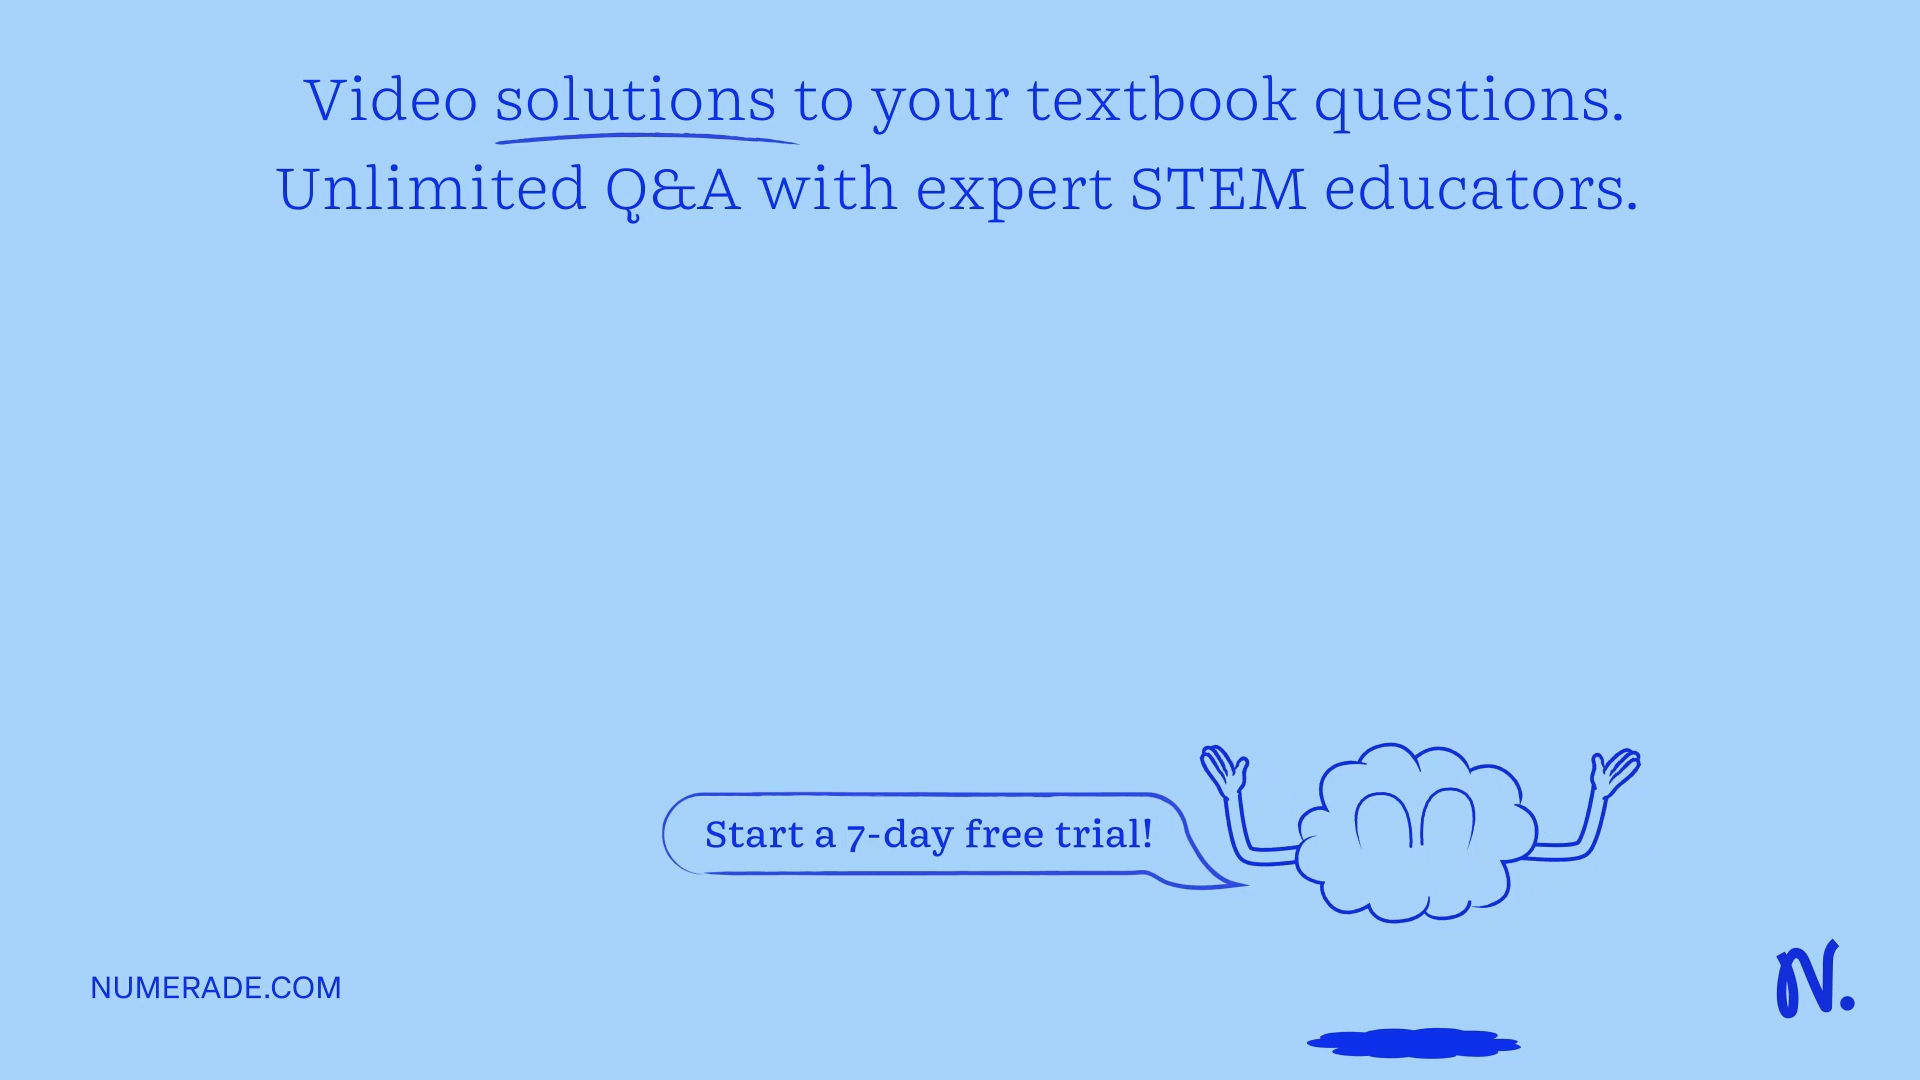 Video solutions to your textbook questions.
Unlimited Q&A with expert STEM educators.
Start a 7-day free trial!
NUMERADE.COM
N.